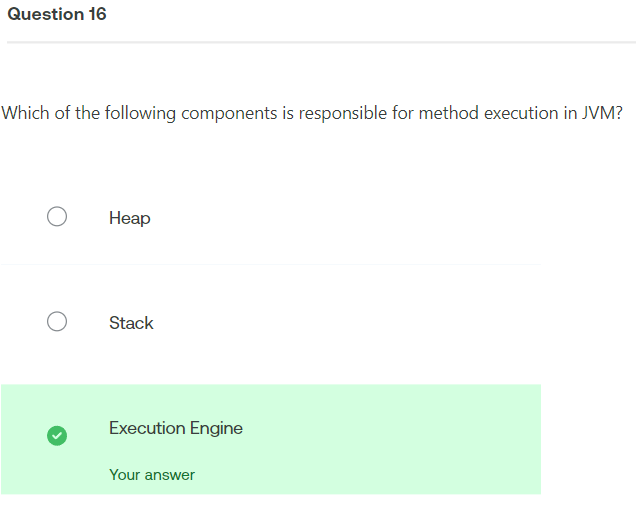 Question 16
Which of the following components is responsible for method execution in JVM?
Heap
Stack
Execution Engine
Your answer